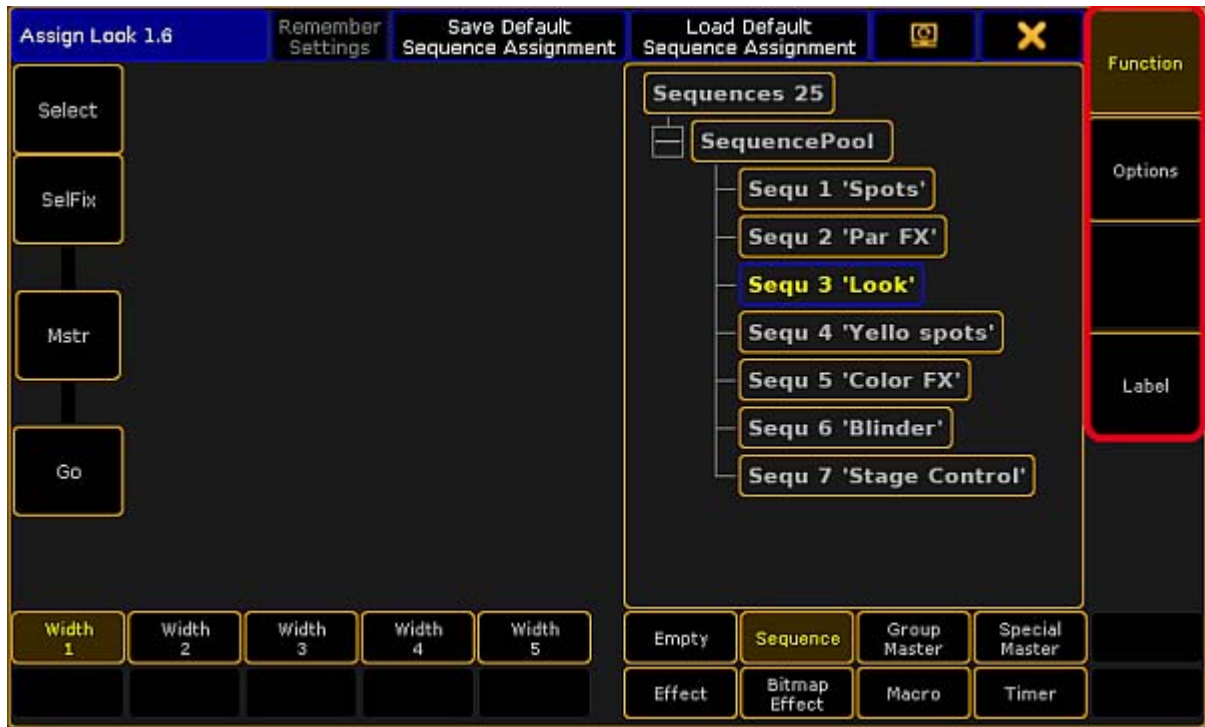 Assign Look 1.6
Remember
Settings
Save Default
Sequence Assignment
Load Default
Sequence Assignment
Function
Select
SelFix
Mstr
Go
Sequences 25
SequencePool
Sequ 1 'Spots'
Sequ 2 'Par FX'
Sequ 3 'Look'
Sequ 4 'Yello spots'
Sequ 5 'Color FX'
Sequ 6 'Blinder'
Sequ 7 'Stage Control'
Options
Label
Width
1
Width
2
Width
3
Width
4
Width
5
Empty
Sequence
Group
Master
Special
Master
Effect
Bitmap
Effect
Macro
Timer